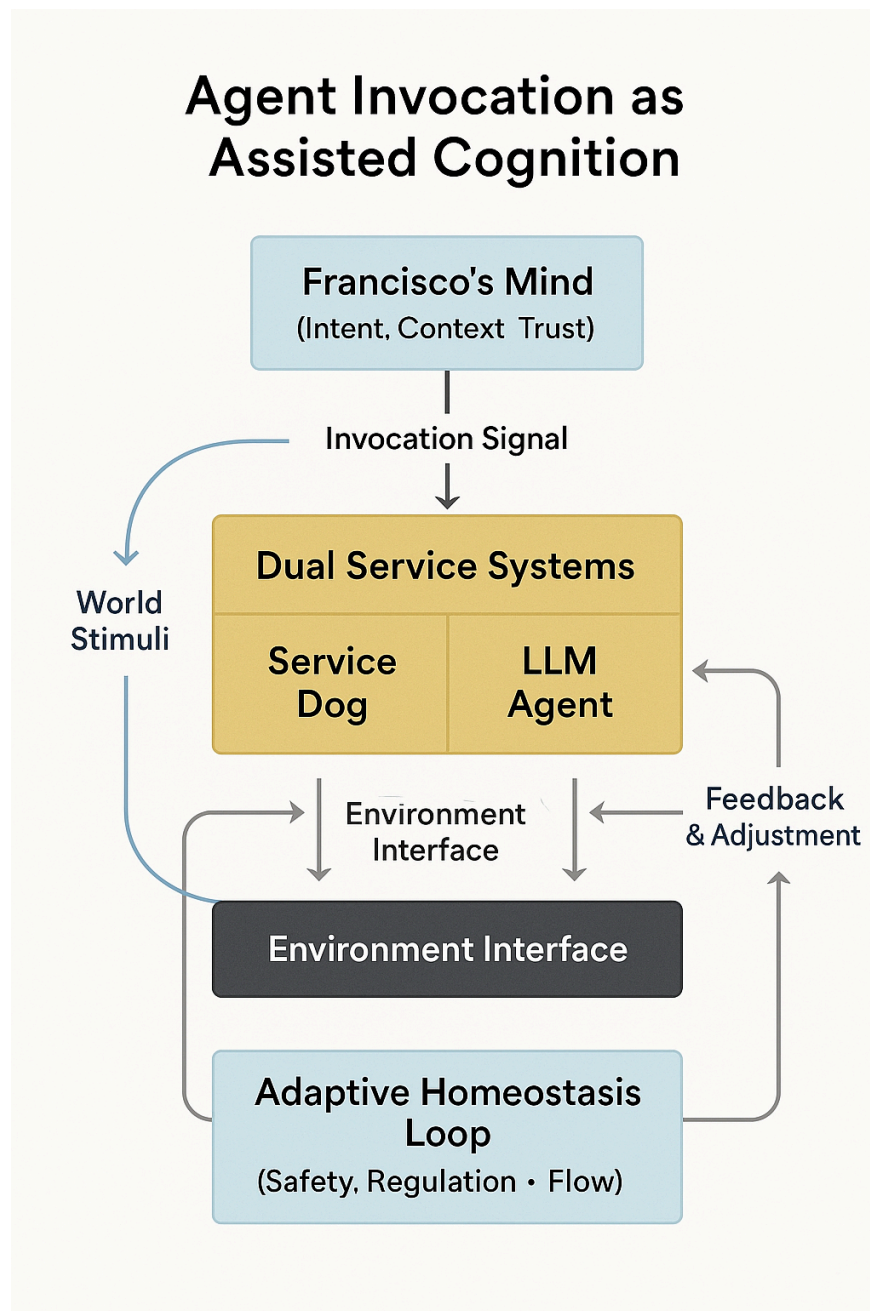 Agent Invocation as
Assisted Cognition
Francisco's Mind
(Intent, Context Trust)
Invocation Signal
Dual Service Systems
World
Stimuli
Service
Dog
LLM
Agent
Environment
Interface
Feedback
& Adjustment
Environment Interface
Adaptive Homeostasis
Loop
(Safety, Regulation • Flow)